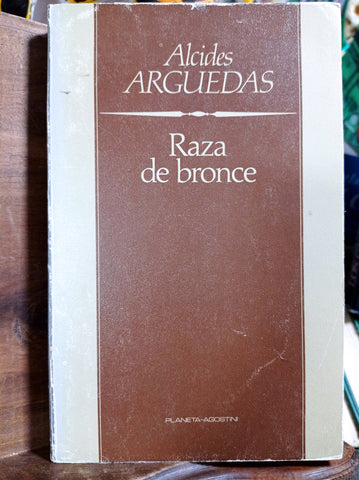 Alcides
ARGUEDAS
Raza
de bronce
PLANETA-AGOSTINI